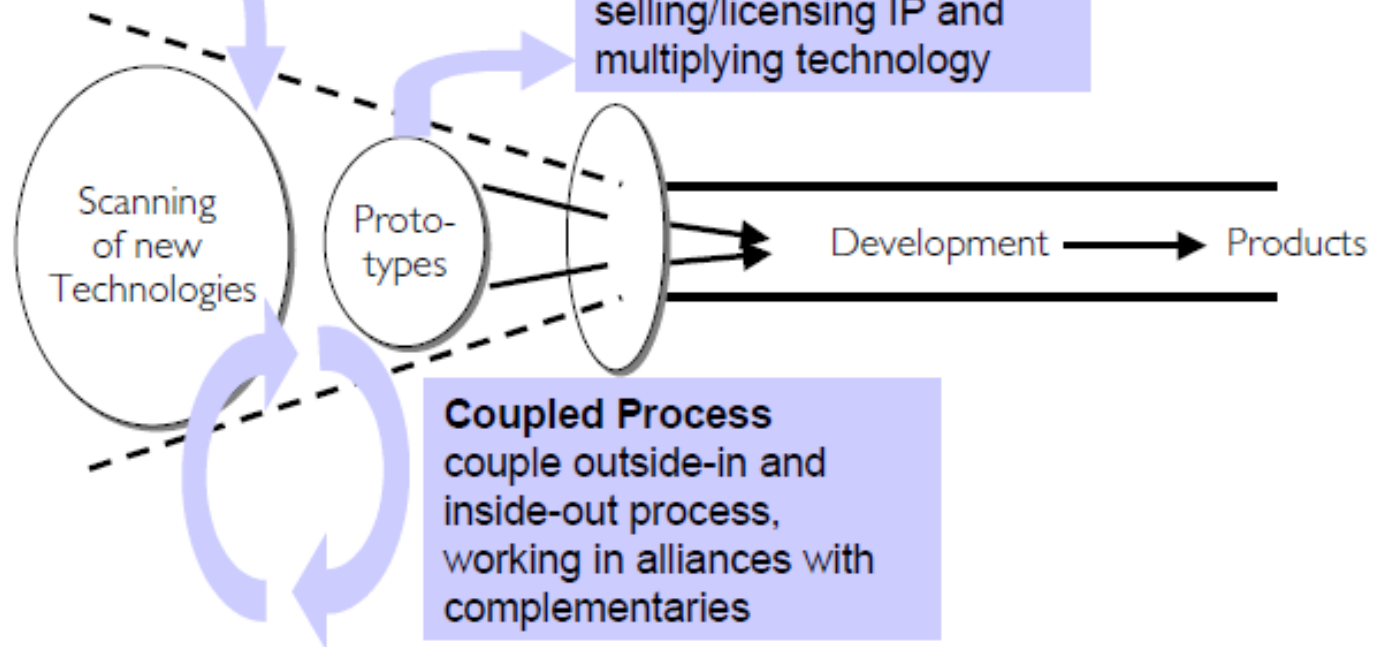 selling/licensing IP and
multiplying technology
Scanning
of new
Technologies
Proto-
types
Development
Products
Coupled Process
couple outside-in and
inside-out process,
working in alliances with
complementaries